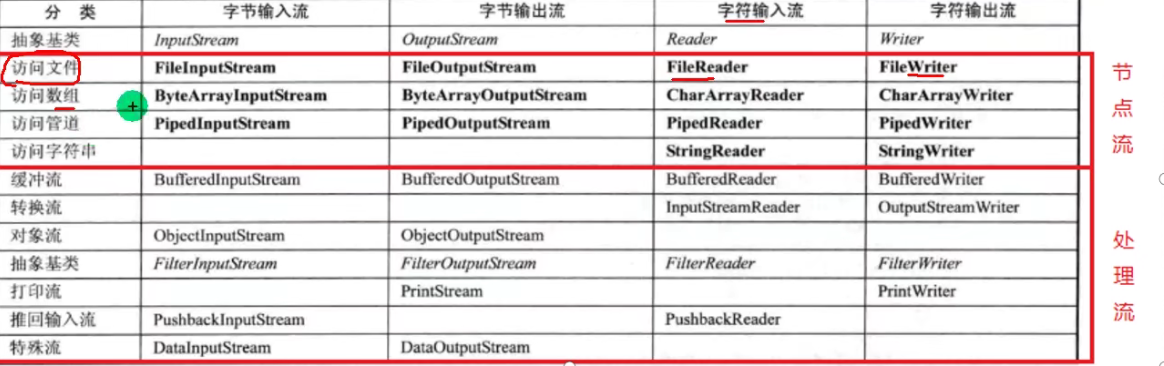 分 类 字节输入流 字节输出流 字符输入流 字符输出流
抽象基类 InputStream OutputStream Reader Writer
访问文件 FileInputStream FileOutputStream FileReader FileWriter
访问数组 ByteArrayInputStream ByteArrayOutputStream CharArrayReader CharArrayWriter
访问管道 PipedInputStream PipedOutputStream PipedReader PipedWriter
访问字符串 StringReader StringWriter
节点流
缓冲流 BufferedInputStream BufferedOutputStream BufferedReader BufferedWriter
转换流 InputStreamReader OutputStreamWriter
对象流 ObjectInputStream ObjectOutputStream
抽象基类 FilterInputStream FilterOutputStream FilterReader FilterWriter
打印流 PrintStream PrintWriter
推回输入流 PushbackInputStream PushbackReader
特殊流 DataInputStream DataOutputStream
处理流